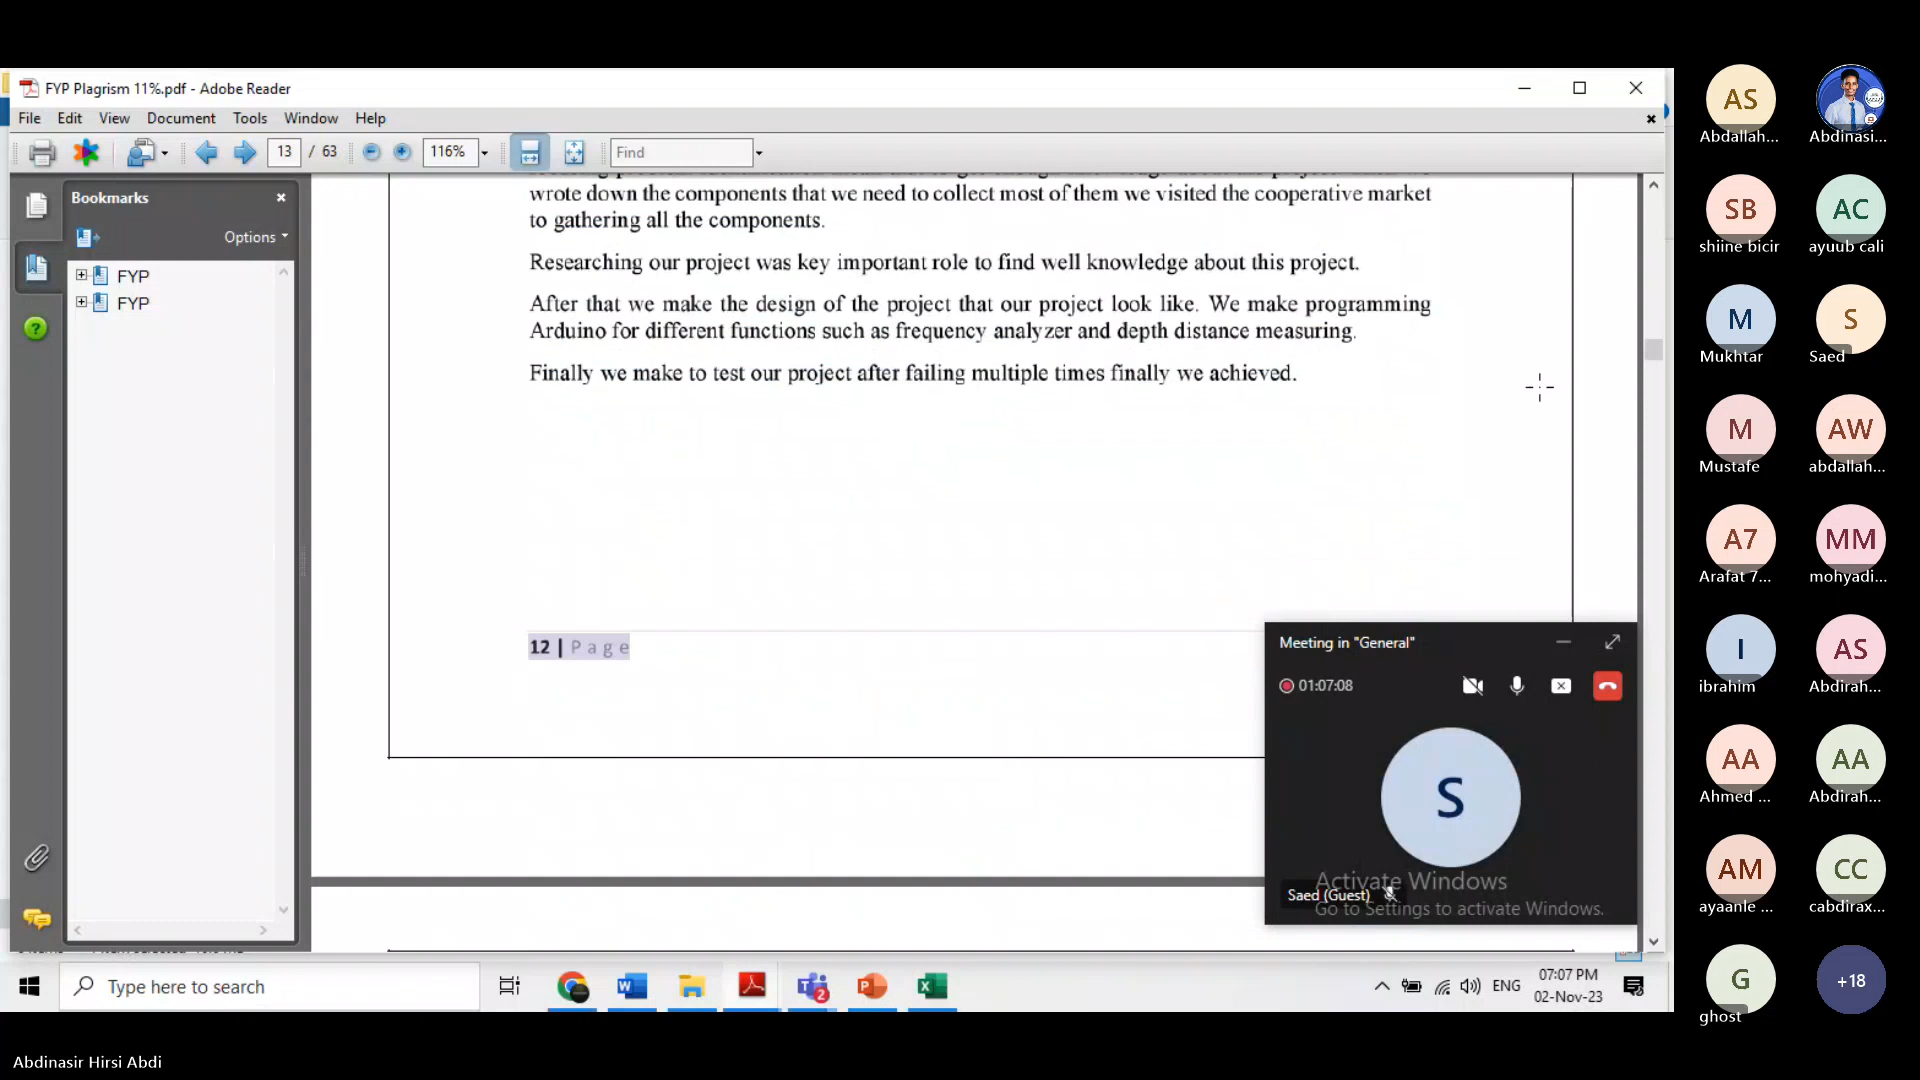 FYP Plagrism 11%.pdf - Adobe Reader
File Edit View Document Tools Window Help
13 / 63 116% Find
Bookmarks
Options
FYP
FYP
wrote down the components that we need to collect most of them we visited the cooperative market
to gathering all the components.
Researching our project was key important role to find well knowledge about this project.
After that we make the design of the project that our project look like. We make programming
Arduino for different functions such as frequency analyzer and depth distance measuring.
Finally we make to test our project after failing multiple times finally we achieved.
12 | Page
Meeting in "General"
01:07:08
S
Saed (Guest)
Activate Windows
Go to Settings to activate Windows.
Type here to search
2
ENG
07:07 PM
02-Nov-23
AS
Abdallah...
Abdinasi...
SB
shiine bicir
AC
ayuub cali
M
Mukhtar
S
Saed
M
Mustafe
AW
abdallah...
A7
Arafat 7...
MM
mohyadi...
I
ibrahim
AS
Abdirah...
AA
Ahmed ...
AA
Abdirah...
AM
ayaanle ...
CC
cabdirax...
G
ghost
+18
Abdinasir Hirsi Abdi